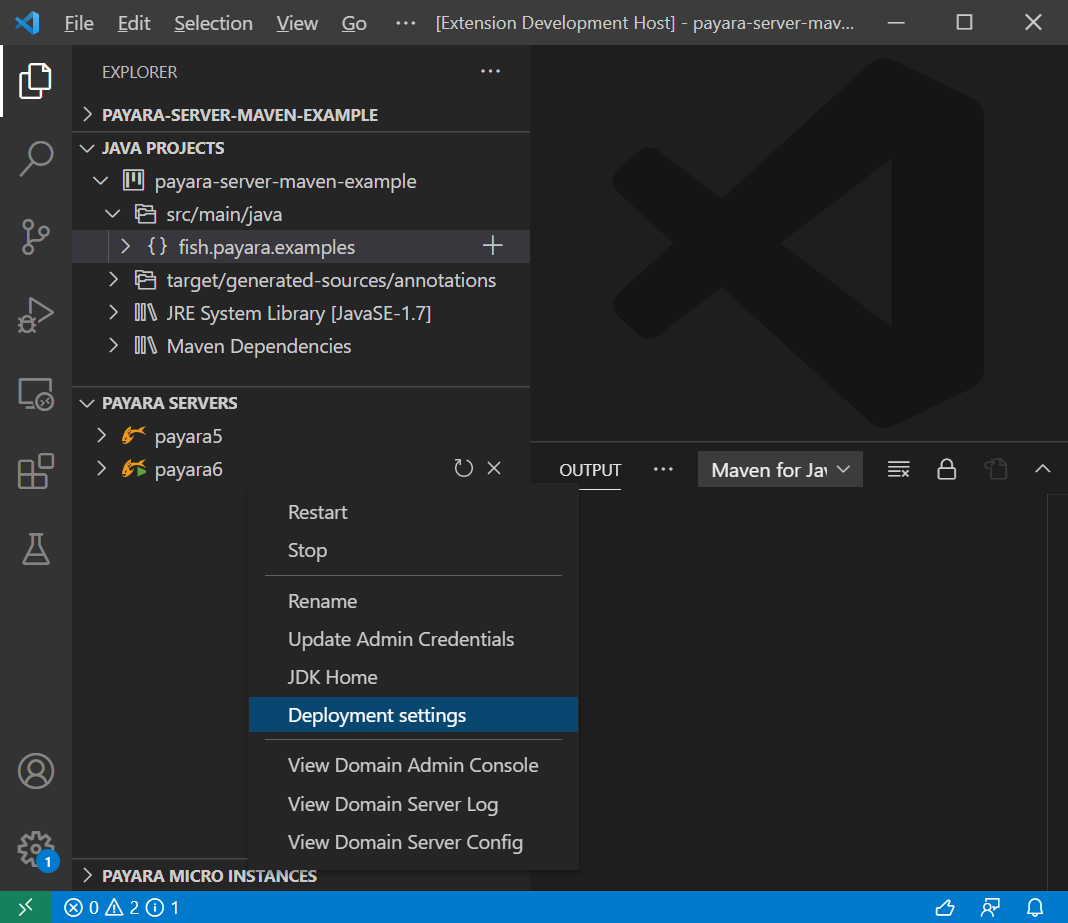 File Edit Selection View Go ··· [Extension Development Host] - payara-server-mav...
EXPLORER
PAYARA-SERVER-MAVEN-EXAMPLE
JAVA PROJECTS
payara-server-maven-example
src/main/java
{} fish.payara.examples
target/generated-sources/annotations
JRE System Library [JavaSE-1.7]
Maven Dependencies
PAYARA SERVERS
payara5
payara6
OUTPUT ··· Maven for Jav
Restart
Stop
Rename
Update Admin Credentials
JDK Home
Deployment settings
View Domain Admin Console
View Domain Server Log
View Domain Server Config
1
PAYARA MICRO INSTANCES
0 2 1